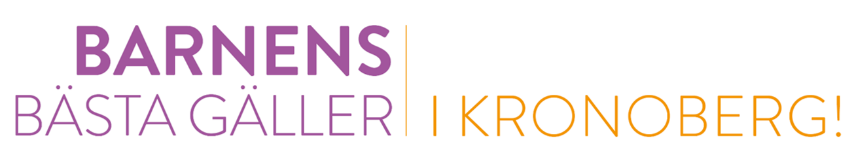 BARNENS
BÄSTA GÄLLER
I KRONOBERG!